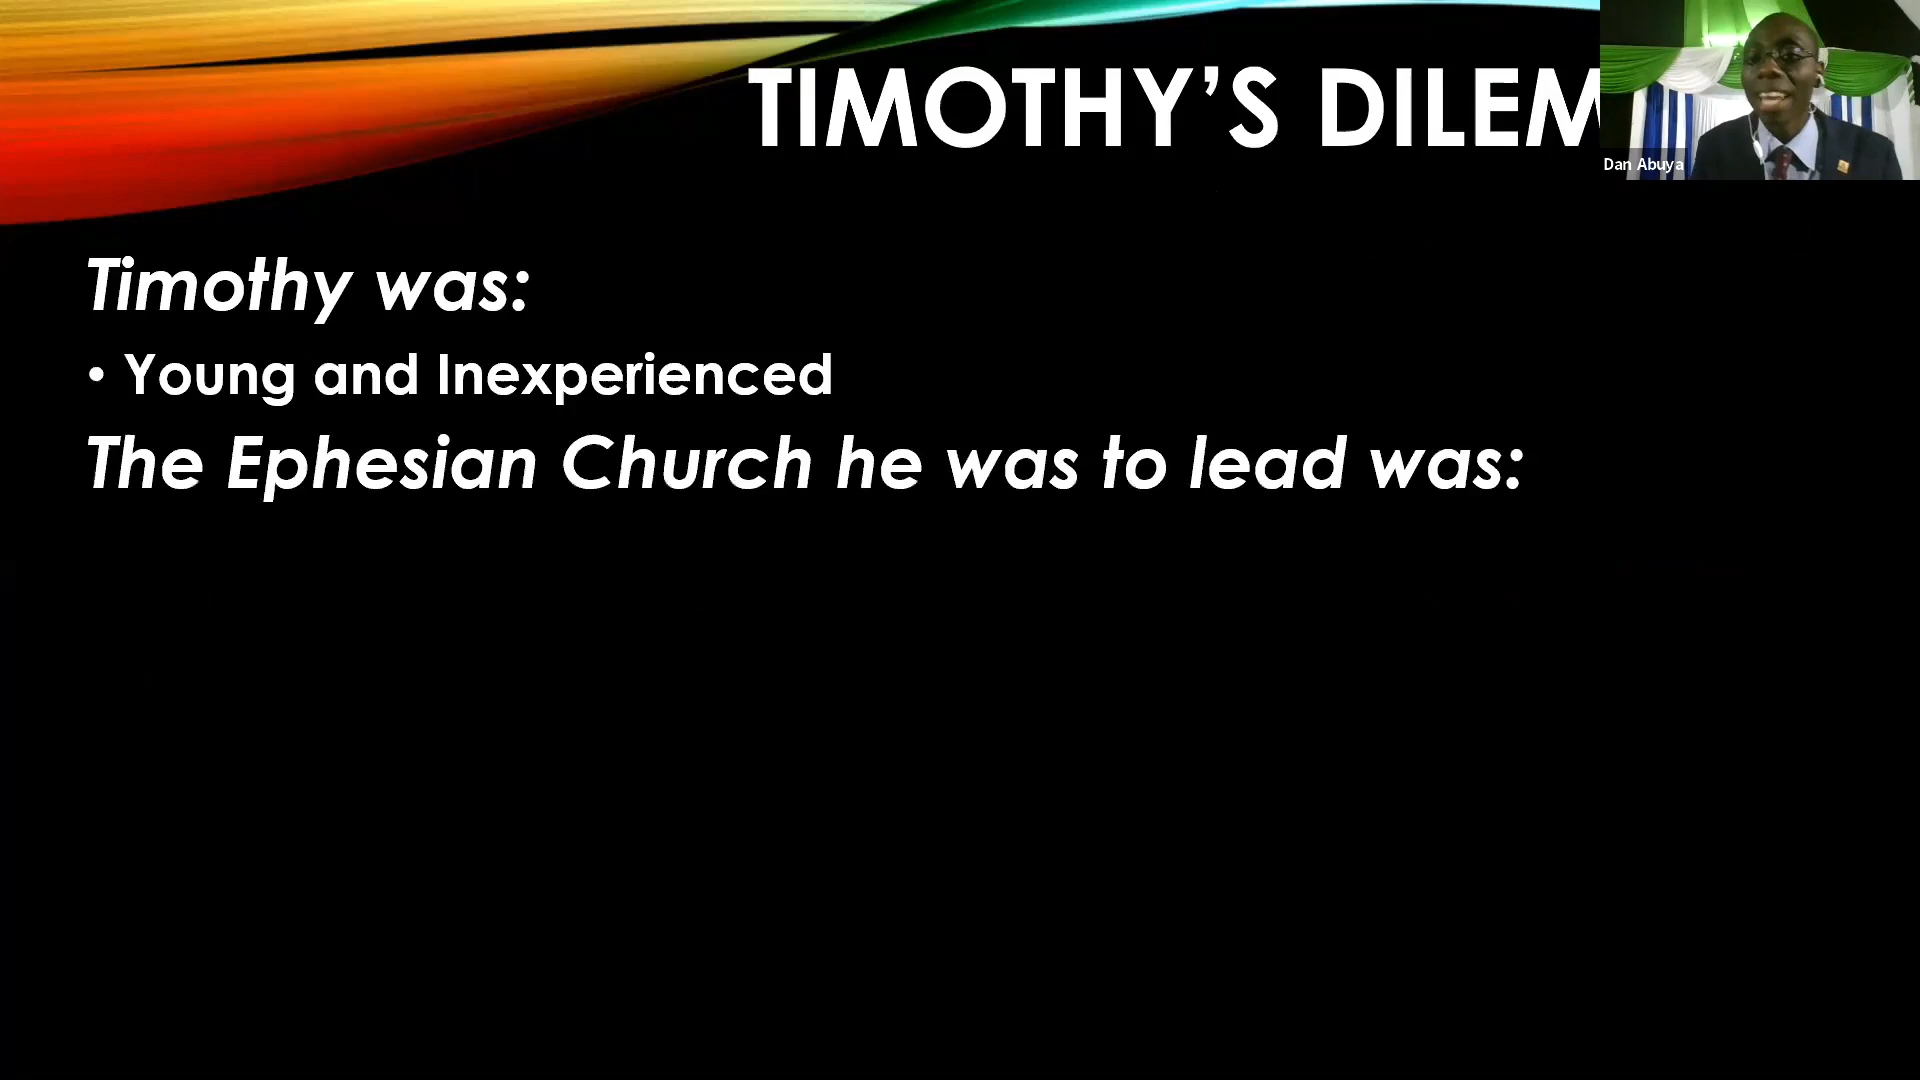 TIMOTHY’S DILEM
Dan Abuya
Timothy was:
• Young and Inexperienced
The Ephesian Church he was to lead was: